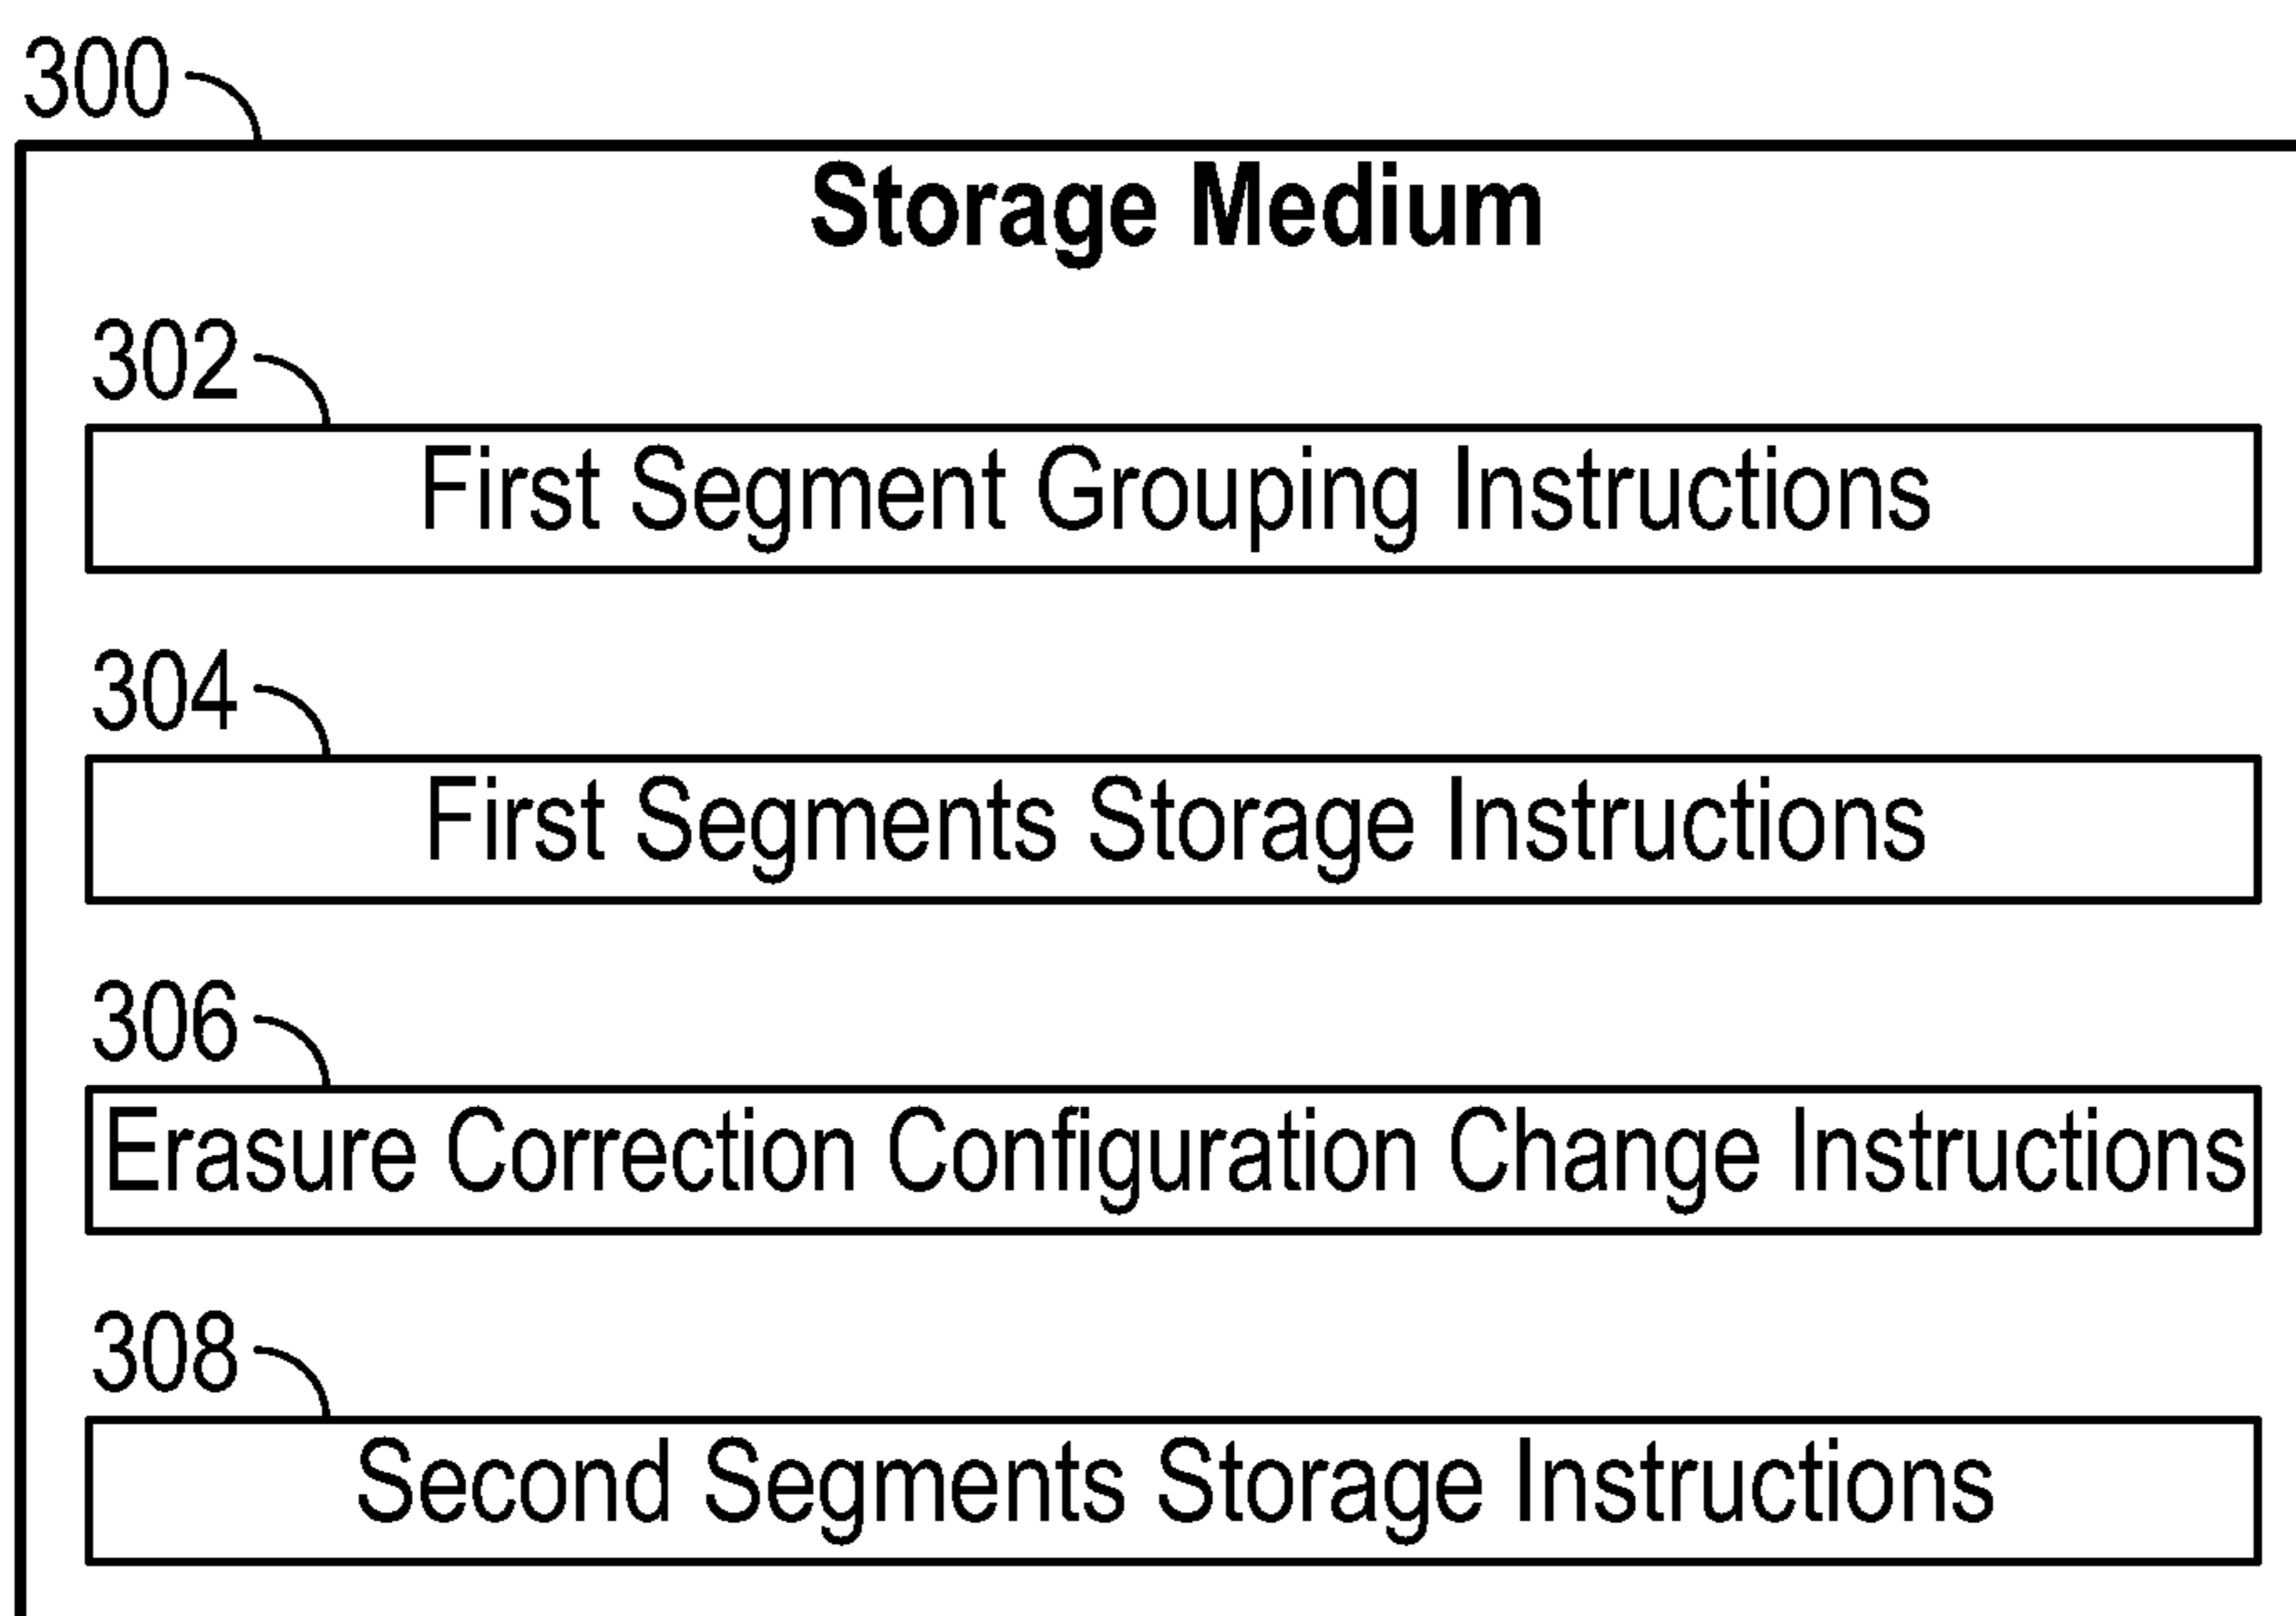 300
Storage Medium
302
First Segment Grouping Instructions
304
First Segments Storage Instructions
306
Erasure Correction Configuration Change Instructions
308
Second Segments Storage Instructions